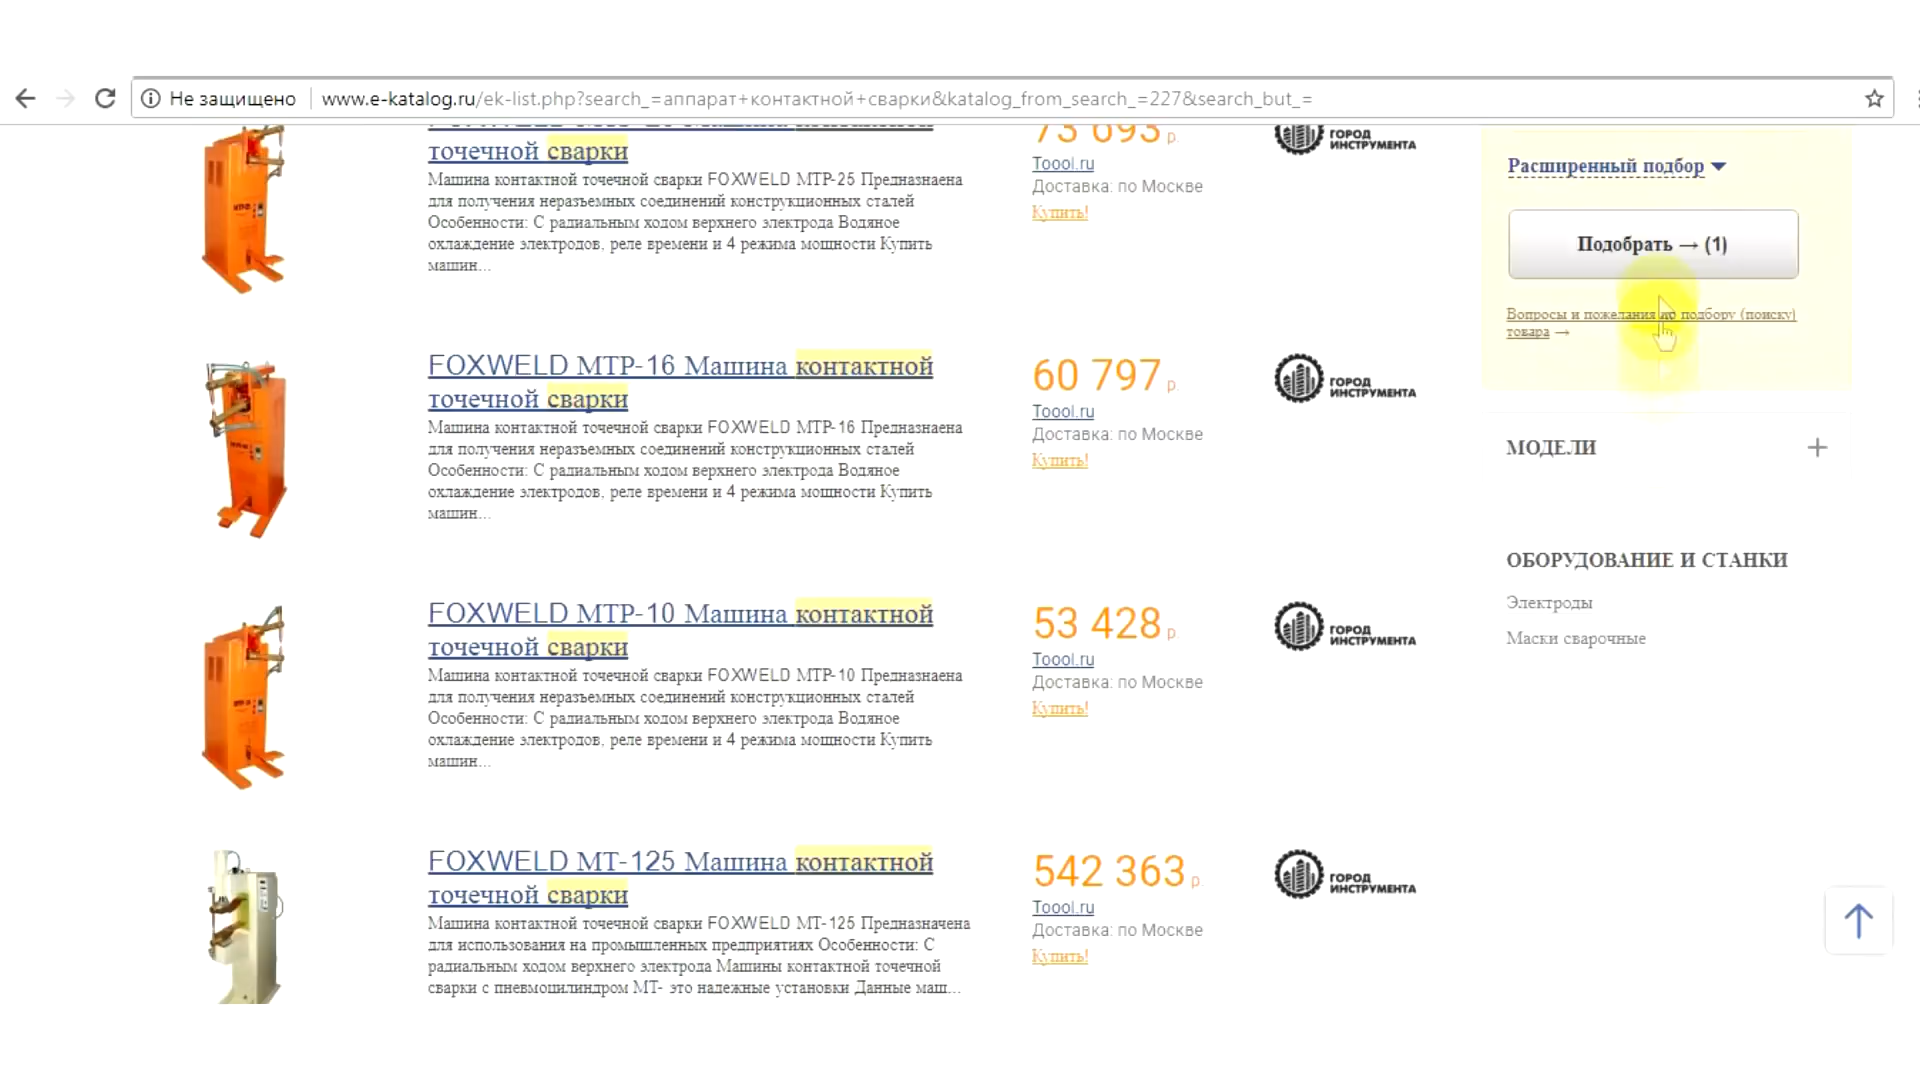 Не защищено
www.e-katalog.ru/ek-list.php?search_=аппарат+контактной+сварки&katalog_from_search_=227&search_but_=
точечной сварки
Машина контактной точечной сварки FOXWELD МТР-25 Предназнаена
для получения неразъемных соединений конструкционных сталей
Особенности: С радиальным ходом верхнего электрода Водяное
охлаждение электродов, реле времени и 4 режима мощности Купить
машин...
73 693 р.
Toool.ru
Доставка: по Москве
Купить!
ГОРОД
ИНСТРУМЕНТА
FOXWELD МТР-16 Машина контактной
точечной сварки
Машина контактной точечной сварки FOXWELD МТР-16 Предназнаена
для получения неразъемных соединений конструкционных сталей
Особенности: С радиальным ходом верхнего электрода Водяное
охлаждение электродов, реле времени и 4 режима мощности Купить
машин...
60 797 р.
Toool.ru
Доставка: по Москве
Купить!
ГОРОД
ИНСТРУМЕНТА
FOXWELD МТР-10 Машина контактной
точечной сварки
Машина контактной точечной сварки FOXWELD МТР-10 Предназнаена
для получения неразъемных соединений конструкционных сталей
Особенности: С радиальным ходом верхнего электрода Водяное
охлаждение электродов, реле времени и 4 режима мощности Купить
машин...
53 428 р.
Toool.ru
Доставка: по Москве
Купить!
ГОРОД
ИНСТРУМЕНТА
FOXWELD МТ-125 Машина контактной
точечной сварки
Машина контактной точечной сварки FOXWELD МТ-125 Предназначена
для использования на промышленных предприятиях Особенности: С
радиальным ходом верхнего электрода Машины контактной точечной
сварки с пневмоцилиндром МТ- это надежные установки Данные маш...
542 363 р.
Toool.ru
Доставка: по Москве
Купить!
ГОРОД
ИНСТРУМЕНТА
Расширенный подбор
Подобрать → (1)
Вопросы и пожелания по подбору (поиску)
товара →
МОДЕЛИ
ОБОРУДОВАНИЕ И СТАНКИ
Электроды
Маски сварочные